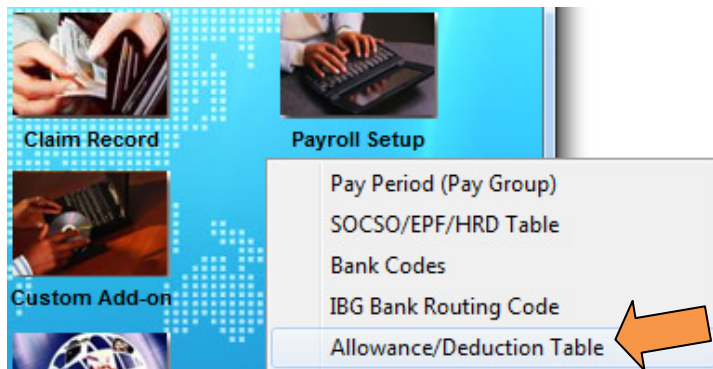 Claim Record
Payroll Setup
Pay Period (Pay Group)
SOCSO/EPF/HRD Table
Bank Codes
Custom Add-on
IBG Bank Routing Code
Allowance/Deduction Table